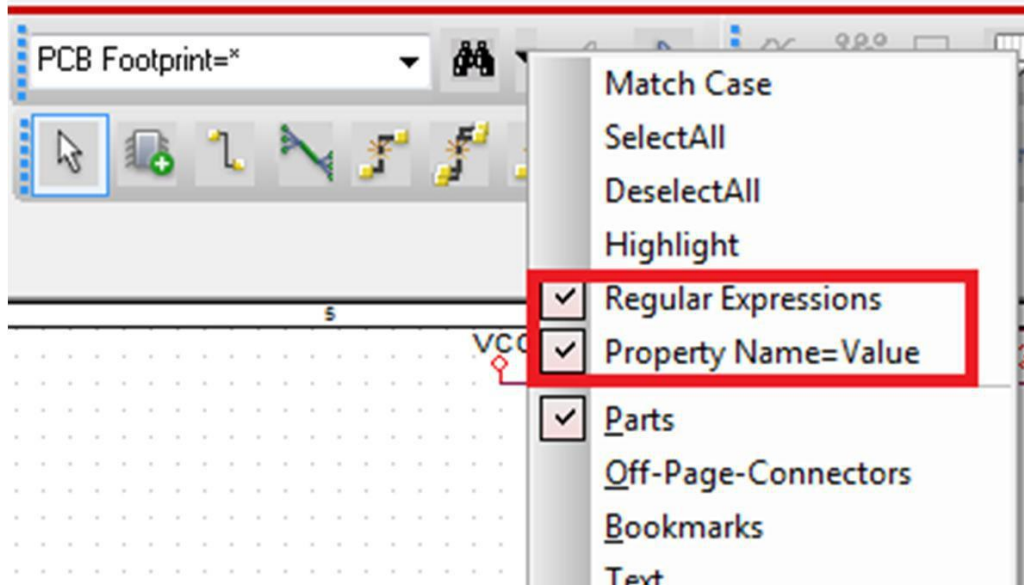 PCB Footprint=*
Match Case
SelectAll
DeselectAll
Highlight
Regular Expressions
Property Name=Value
Parts
Off-Page-Connectors
Bookmarks
Text
5
VCC